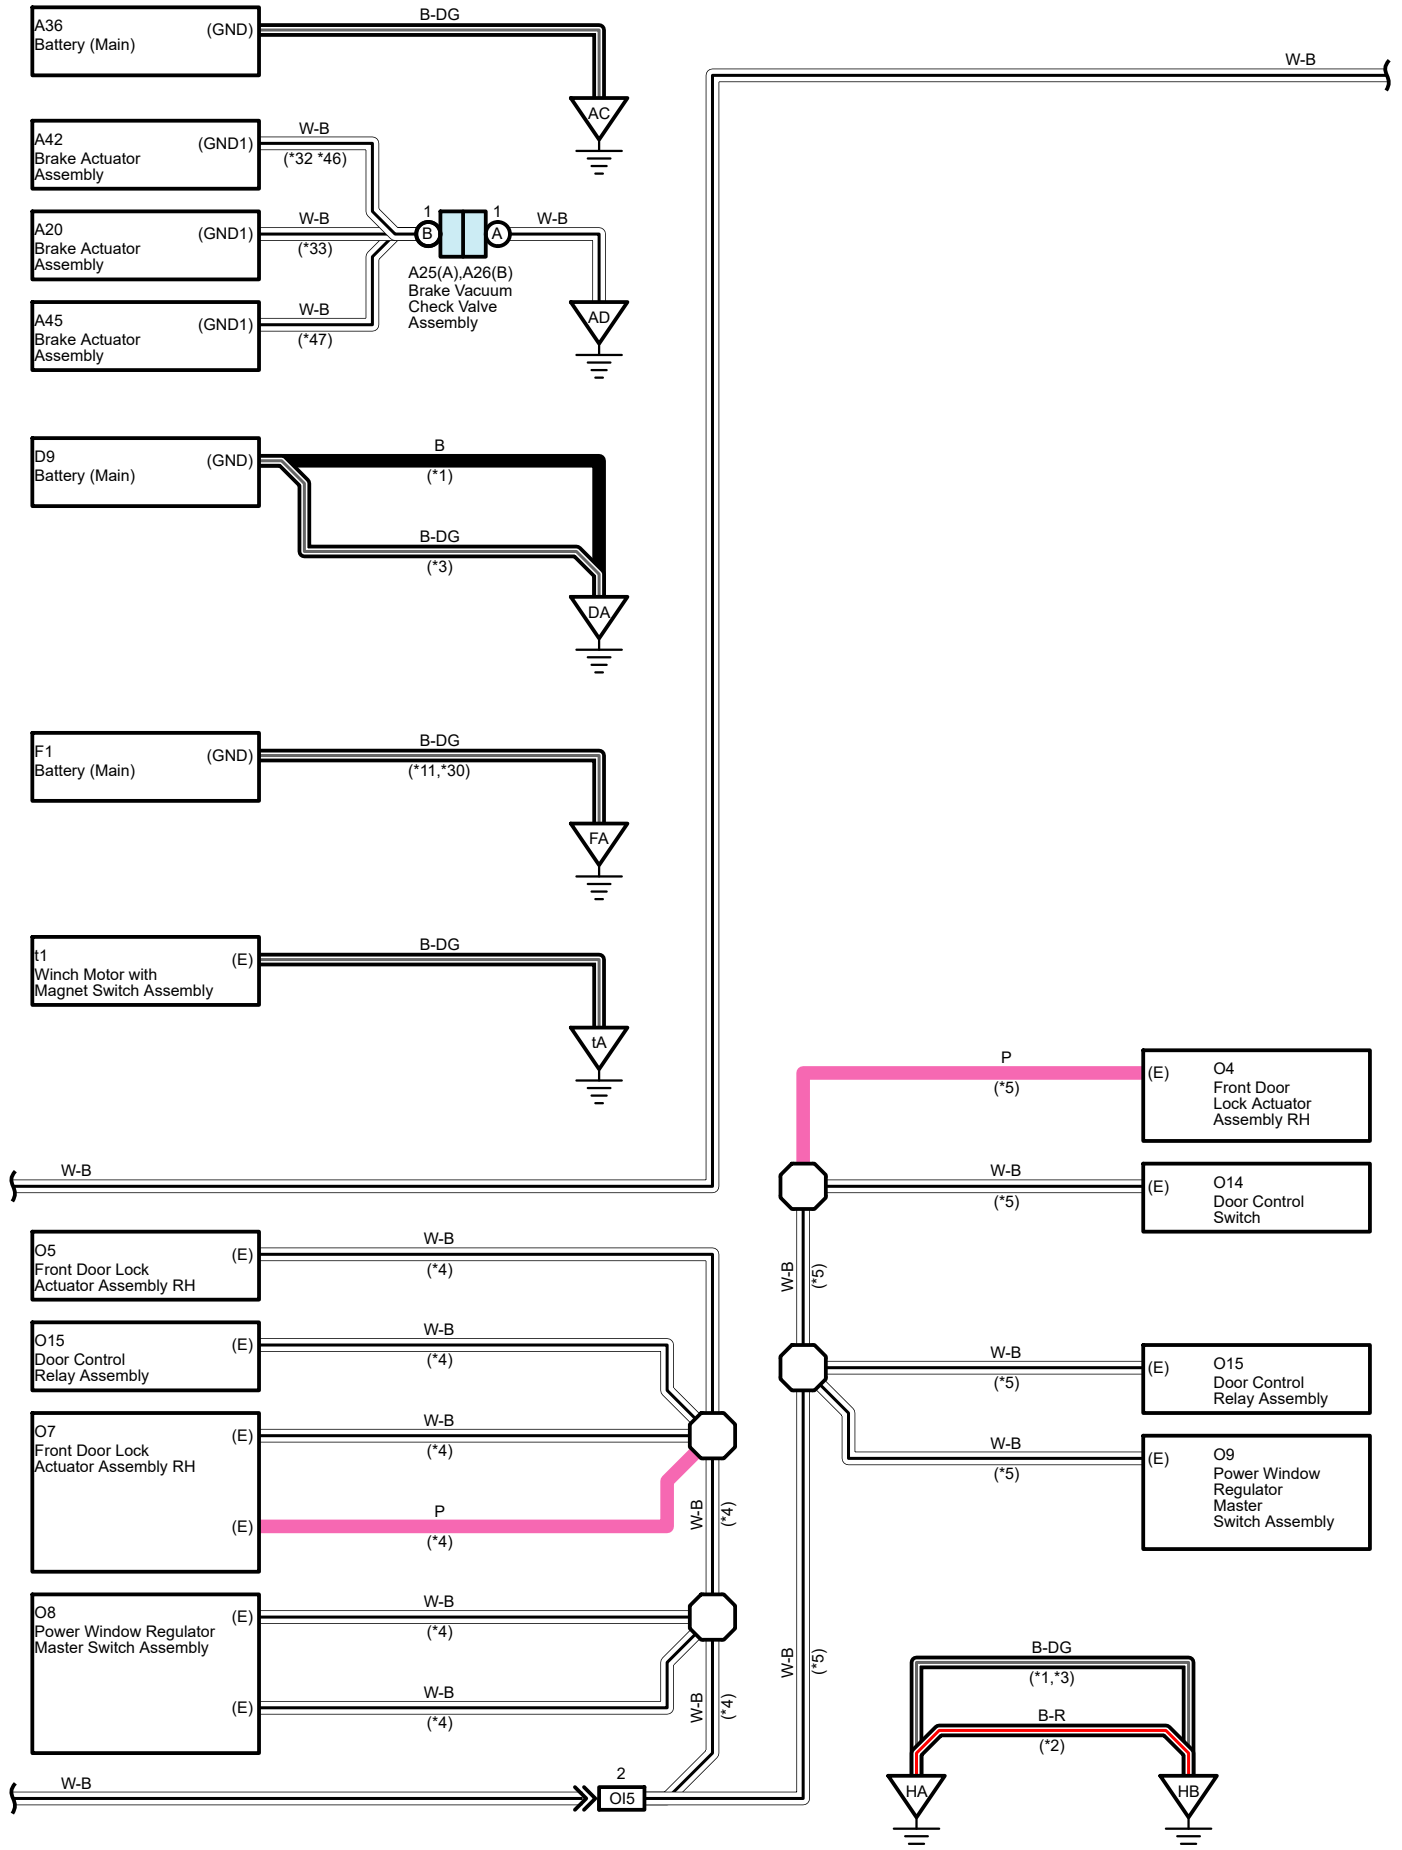 A36
Battery (Main)
(GND)
B-DG
AC
W-B
A42
Brake Actuator
Assembly
(GND1)
W-B
(*32 *46)
A20
Brake Actuator
Assembly
(GND1)
W-B
(*33)
A45
Brake Actuator
Assembly
(GND1)
W-B
(*47)
1
B
1
A
A25(A),A26(B)
Brake Vacuum
Check Valve
Assembly
W-B
AD
D9
Battery (Main)
(GND)
B
(*1)
B-DG
(*3)
DA
F1
Battery (Main)
(GND)
B-DG
(*11,*30)
FA
t1
Winch Motor with
Magnet Switch Assembly
(E)
B-DG
tA
W-B
O5
Front Door Lock
Actuator Assembly RH
(E)
W-B
(*4)
O15
Door Control
Relay Assembly
(E)
W-B
(*4)
O7
Front Door Lock
Actuator Assembly RH
(E)
W-B
(*4)
(E)
P
(*4)
W-B
(*4)
O8
Power Window Regulator
Master Switch Assembly
(E)
W-B
(*4)
(E)
W-B
(*4)
W-B
(*4)
W-B
2
OI5
P
(*5)
(E)
O4
Front Door
Lock Actuator
Assembly RH
W-B
(*5)
(E)
O14
Door Control
Switch
W-B
(*5)
W-B
(*5)
(E)
O15
Door Control
Relay Assembly
W-B
(*5)
(E)
O9
Power Window
Regulator
Master
Switch Assembly
W-B
(*5)
B-DG
(*1,*3)
B-R
(*2)
HA
HB